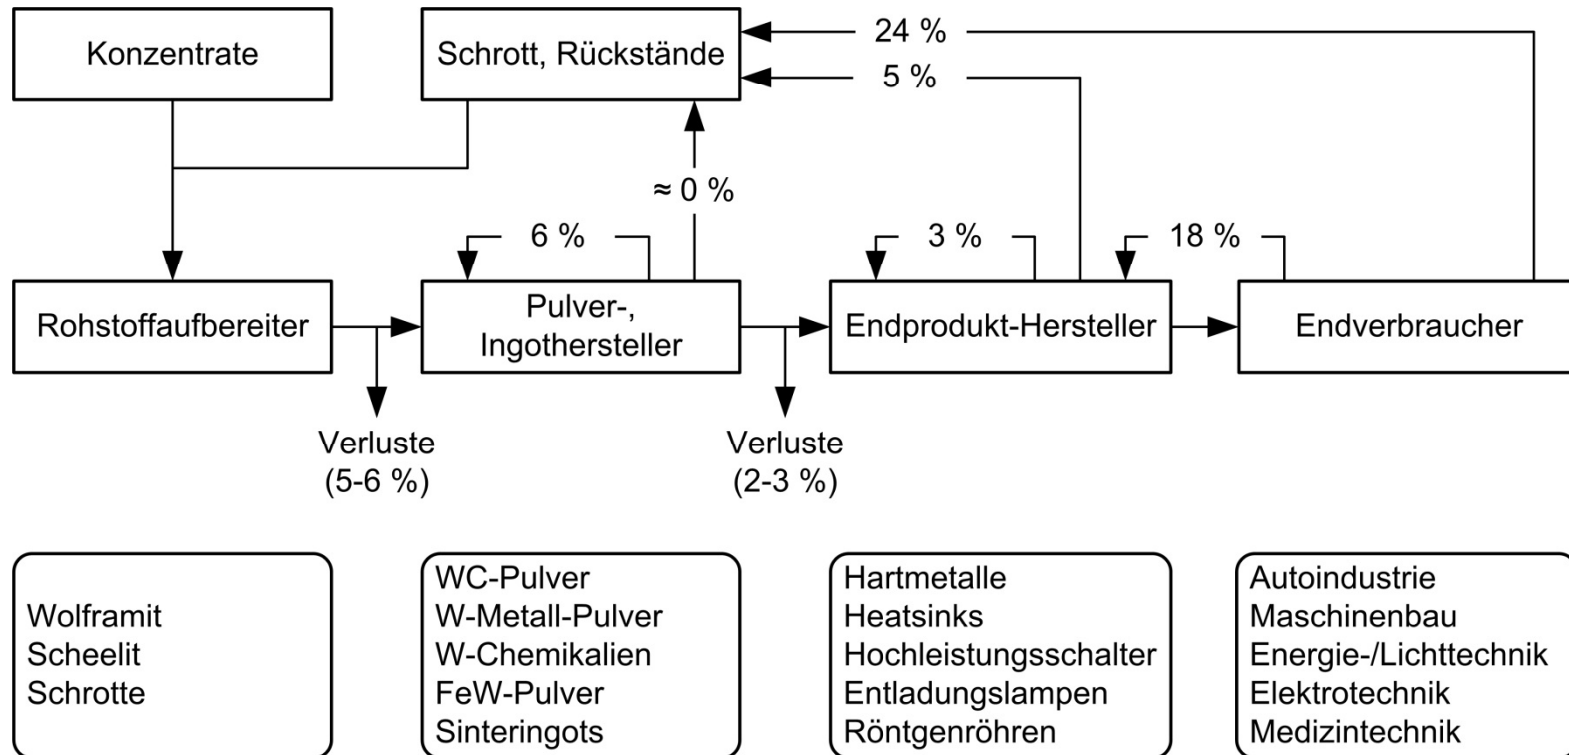 Konzentrate
Schrott, Rückstände
24 %
5 %
≈ 0 %
6 %
3 %
18 %
Rohstoffaufbereiter
Pulver-,
Ingothersteller
Endprodukt-Hersteller
Endverbraucher
Verluste
(5-6 %)
Verluste
(2-3 %)
Wolframit
Scheelit
Schrotte
WC-Pulver
W-Metall-Pulver
W-Chemikalien
FeW-Pulver
Sinteringots
Hartmetalle
Heatsinks
Hochleistungsschalter
Entladungslampen
Röntgenröhren
Autoindustrie
Maschinenbau
Energie-/Lichttechnik
Elektrotechnik
Medizintechnik